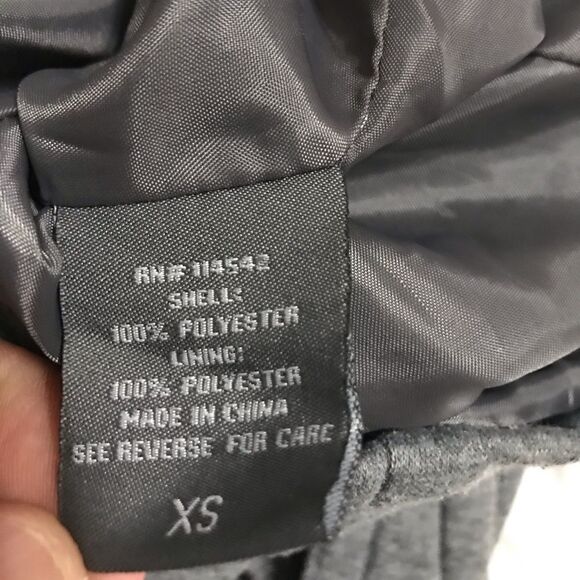 RN# 114542
SHELL:
100% POLYESTER
LINING:
100% POLYESTER
MADE IN CHINA
SEE REVERSE FOR CARE
XS